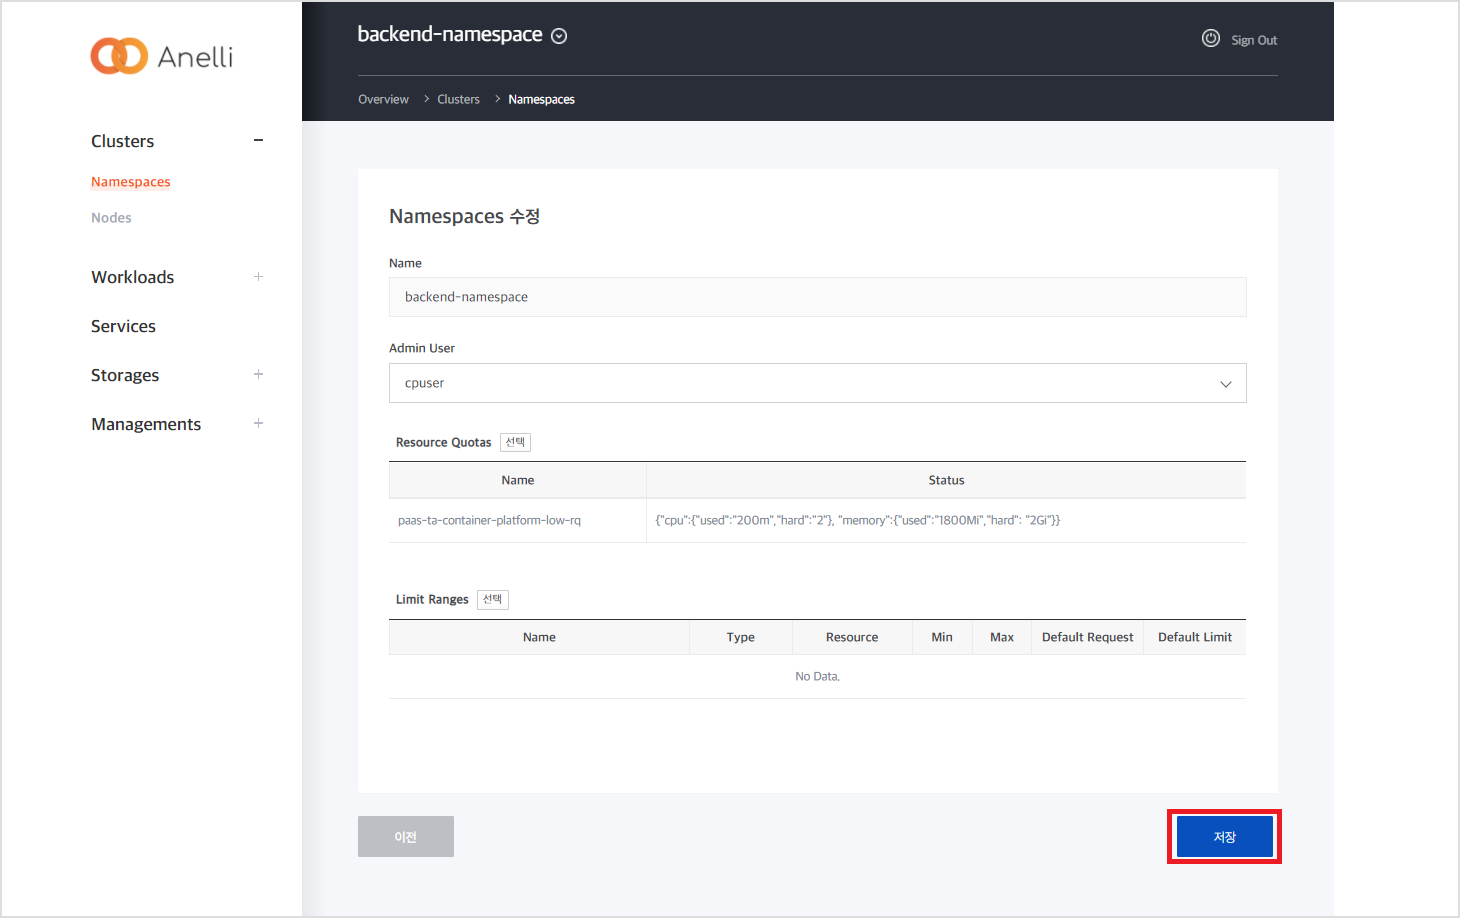 Anelli
Clusters
Namespaces
Nodes
Workloads
Services
Storages
Managements
backend-namespace
Sign Out
Overview > Clusters > Namespaces
Namespaces 수정
Name
backend-namespace
Admin User
cpuser
Resource Quotas 선택
Name Status
paas-ta-container-platform-low-rq {"cpu":{"used":"200m","hard":"2"}, "memory":{"used":"1800Mi","hard": "2Gi"}}
Limit Ranges 선택
Name Type Resource Min Max Default Request Default Limit
No Data.
이전 저장